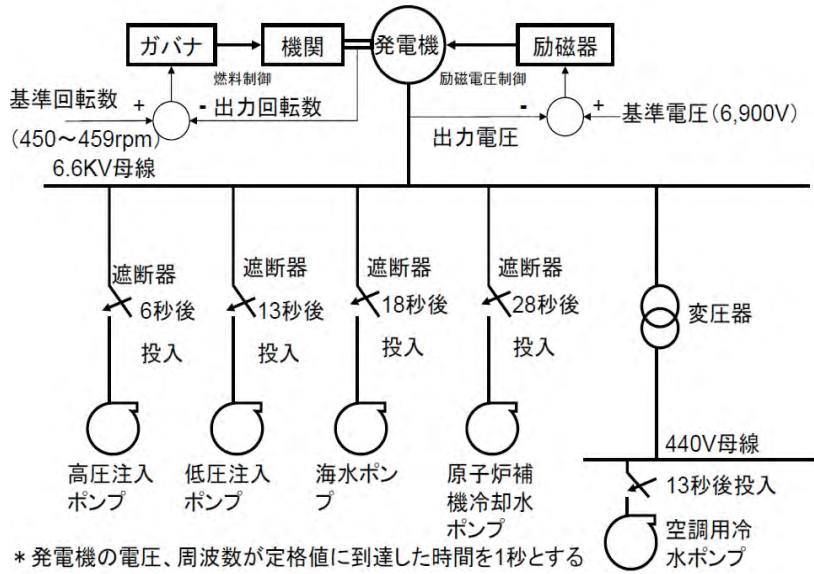 ガバナ
機関
発電機
励磁器
燃料制御
励磁電圧制御
基準回転数
+
-
出力回転数
-
+
基準電圧(6,900V)
(450～459rpm)
出力電圧
6.6KV母線
遮断器
6秒後
投入
遮断器
13秒後
投入
遮断器
18秒後
投入
遮断器
28秒後
投入
変圧器
高圧注入
ポンプ
低圧注入
ポンプ
海水ポン
プ
原子炉補
機冷却水
ポンプ
440V母線
13秒後投入
空調用冷
水ポンプ
*発電機の電圧、周波数が定格値に到達した時間を1秒とする